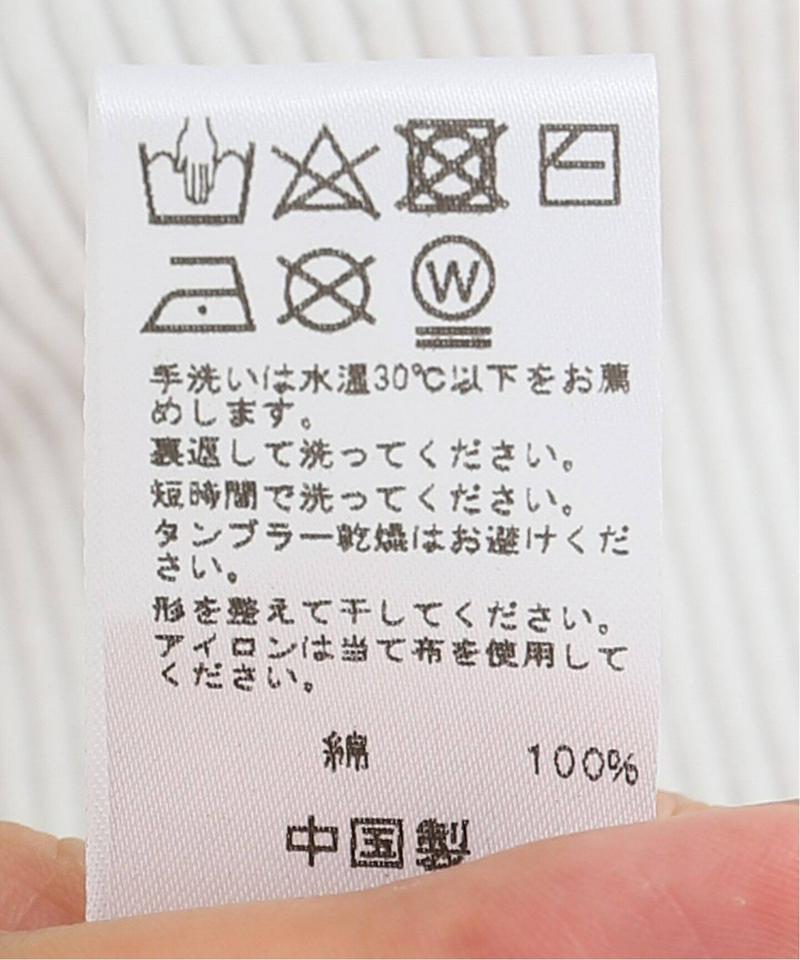 W
手洗いは水温30℃以下をお薦
めします。
裏返して洗ってください。
短時間で洗ってください。
タンブラー乾燥はお避けくだ
さい。
形を整えて干してください。
アイロンは当て布を使用して
ください。
綿 100%
中国製